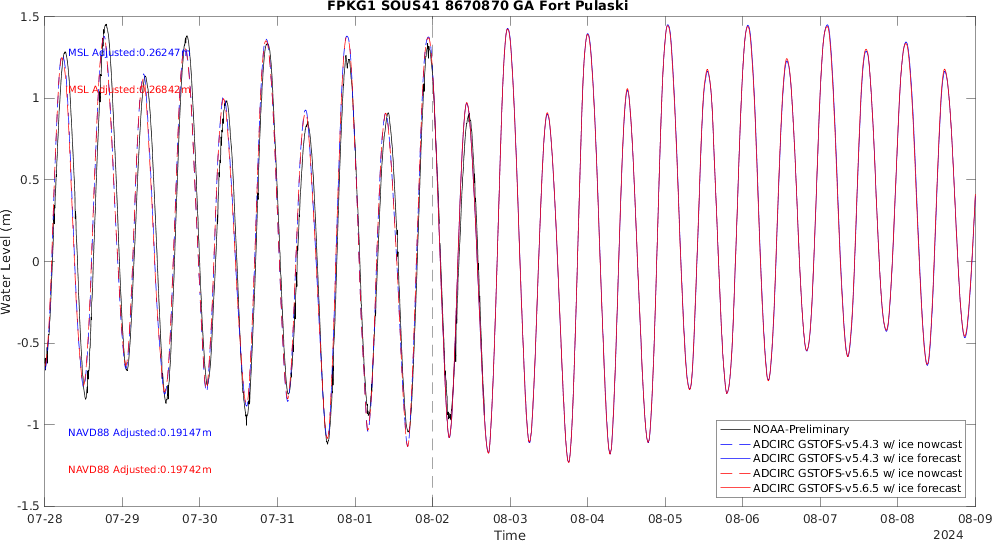 FPKG1 SOUS41 8670870 GA Fort Pulaski
1.5
MSL Adjusted:0.26247m
MSL Adjusted:0.26842m
1
0.5
0
-0.5
-1
-1.5
Water Level (m)
NAVD88 Adjusted:0.19147m
NAVD88 Adjusted:0.19742m
NOAA-Preliminary
ADCIRC GSTOFS-v5.4.3 w/ ice nowcast
ADCIRC GSTOFS-v5.4.3 w/ ice forecast
ADCIRC GSTOFS-v5.6.5 w/ ice nowcast
ADCIRC GSTOFS-v5.6.5 w/ ice forecast
07-28 07-29 07-30 07-31 08-01 08-02 08-03 08-04 08-05 08-06 08-07 08-08 08-09
Time
2024